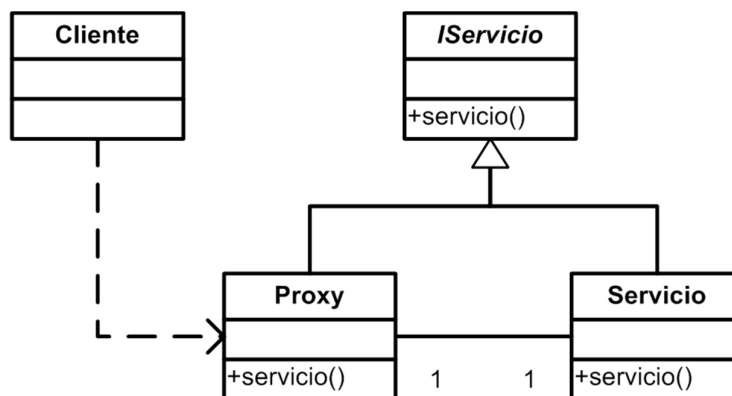 Cliente
IServicio
+servicio()
Proxy
Servicio
+servicio()
1
1
+servicio()